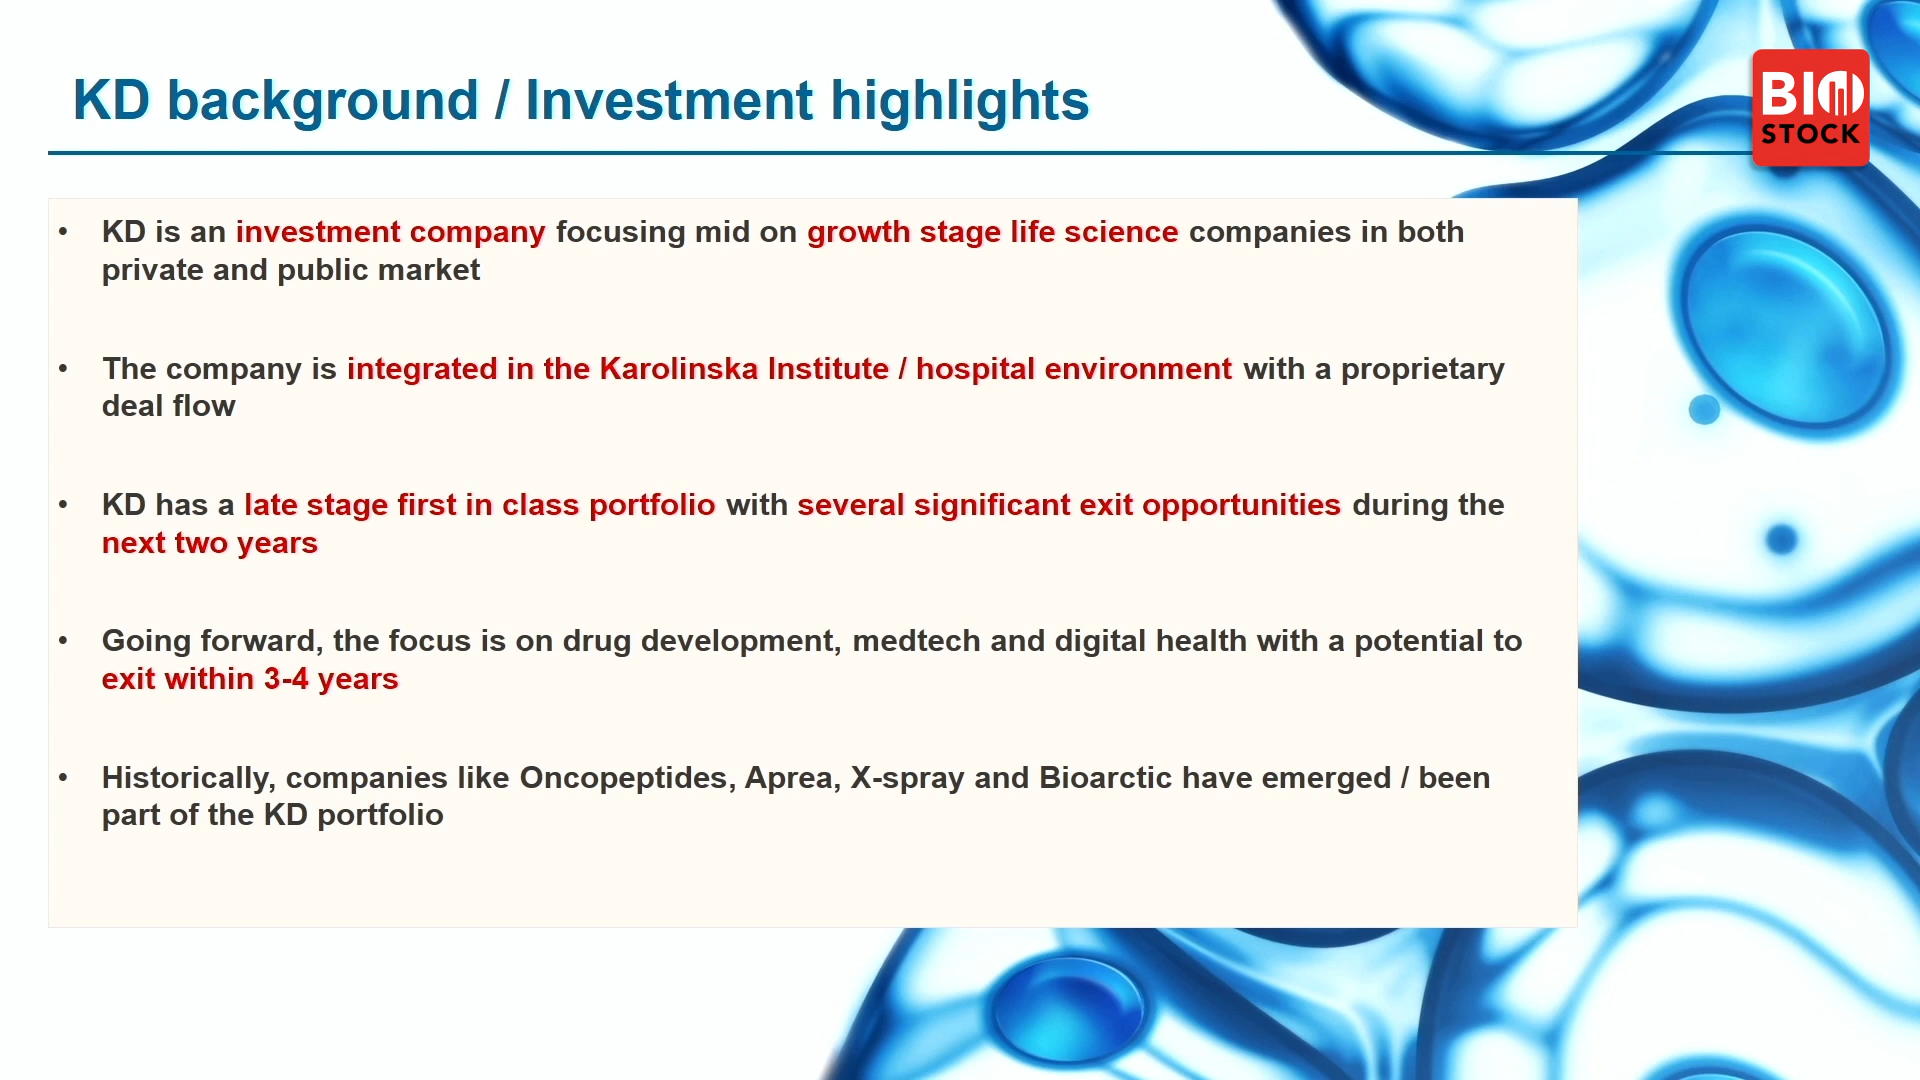 KD background / Investment highlights
BIO
STOCK
• KD is an investment company focusing mid on growth stage life science companies in both
private and public market
• The company is integrated in the Karolinska Institute / hospital environment with a proprietary
deal flow
• KD has a late stage first in class portfolio with several significant exit opportunities during the
next two years
• Going forward, the focus is on drug development, medtech and digital health with a potential to
exit within 3-4 years
• Historically, companies like Oncopeptides, Aprea, X-spray and Bioarctic have emerged / been
part of the KD portfolio